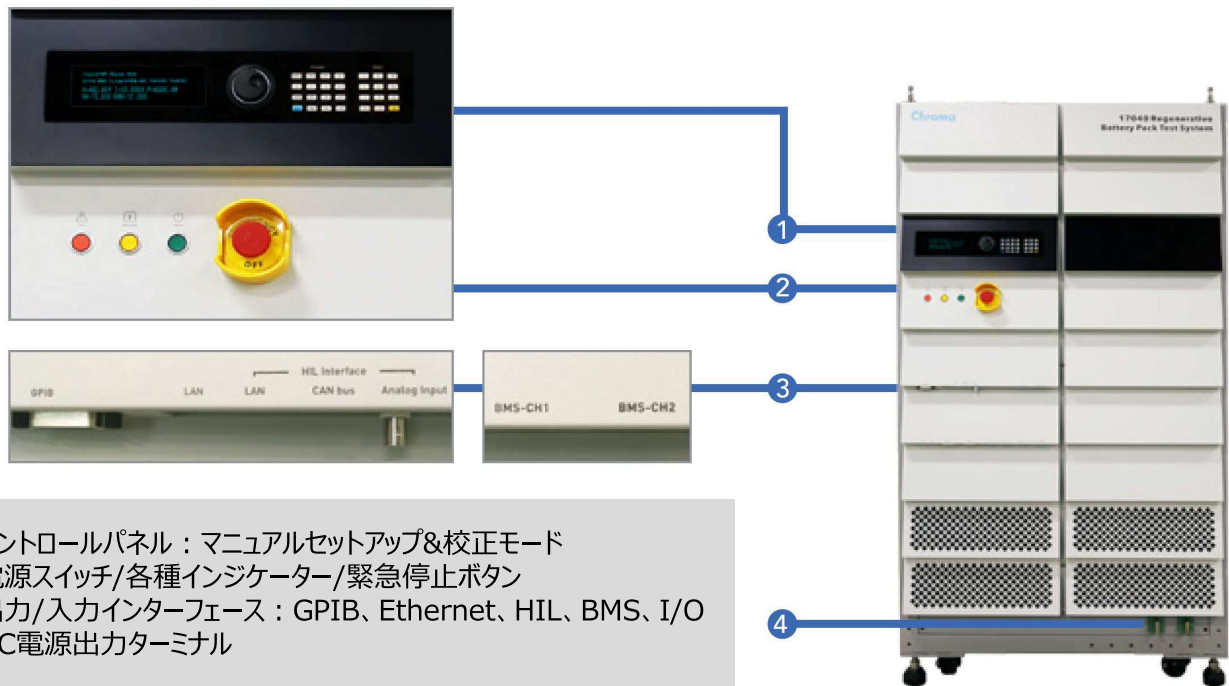 Chroma
17040 Regenerative
Battery Pack Test System
OFF
1
2
HIL Interface
GPIB LAN LAN CAN bus Analog Input
BMS-CH1 BMS-CH2
3
ントロールパネル：マニュアルセットアップ&校正モード
電源スイッチ/各種インジケーター/緊急停止ボタン
出力/入力インターフェース：GPIB、Ethernet、HIL、BMS、I/O
C電源出力ターミナル
4